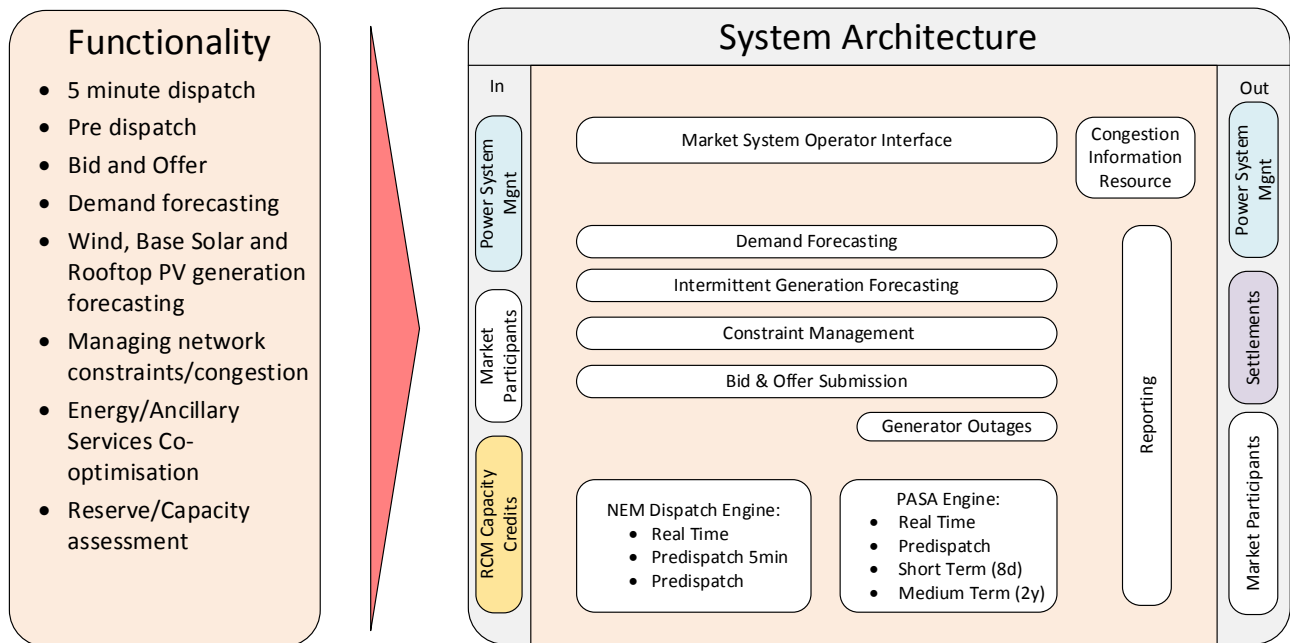 Functionality
• 5 minute dispatch
• Pre dispatch
• Bid and Offer
• Demand forecasting
• Wind, Base Solar and
Rooftop PV generation
forecasting
• Managing network
constraints/congestion
• Energy/Ancillary
Services Co-
optimisation
• Reserve/Capacity
assessment
System Architecture
In
Power System
Mgnt
Market
Participants
RCM Capacity
Credits
Market System Operator Interface
Congestion
Information
Resource
Demand Forecasting
Intermittent Generation Forecasting
Constraint Management
Bid & Offer Submission
Generator Outages
NEM Dispatch Engine:
• Real Time
• Predispatch 5min
• Predispatch
PASA Engine:
• Real Time
• Predispatch
• Short Term (8d)
• Medium Term (2y)
Reporting
Out
Power System
Mgnt
Settlements
Market Participants